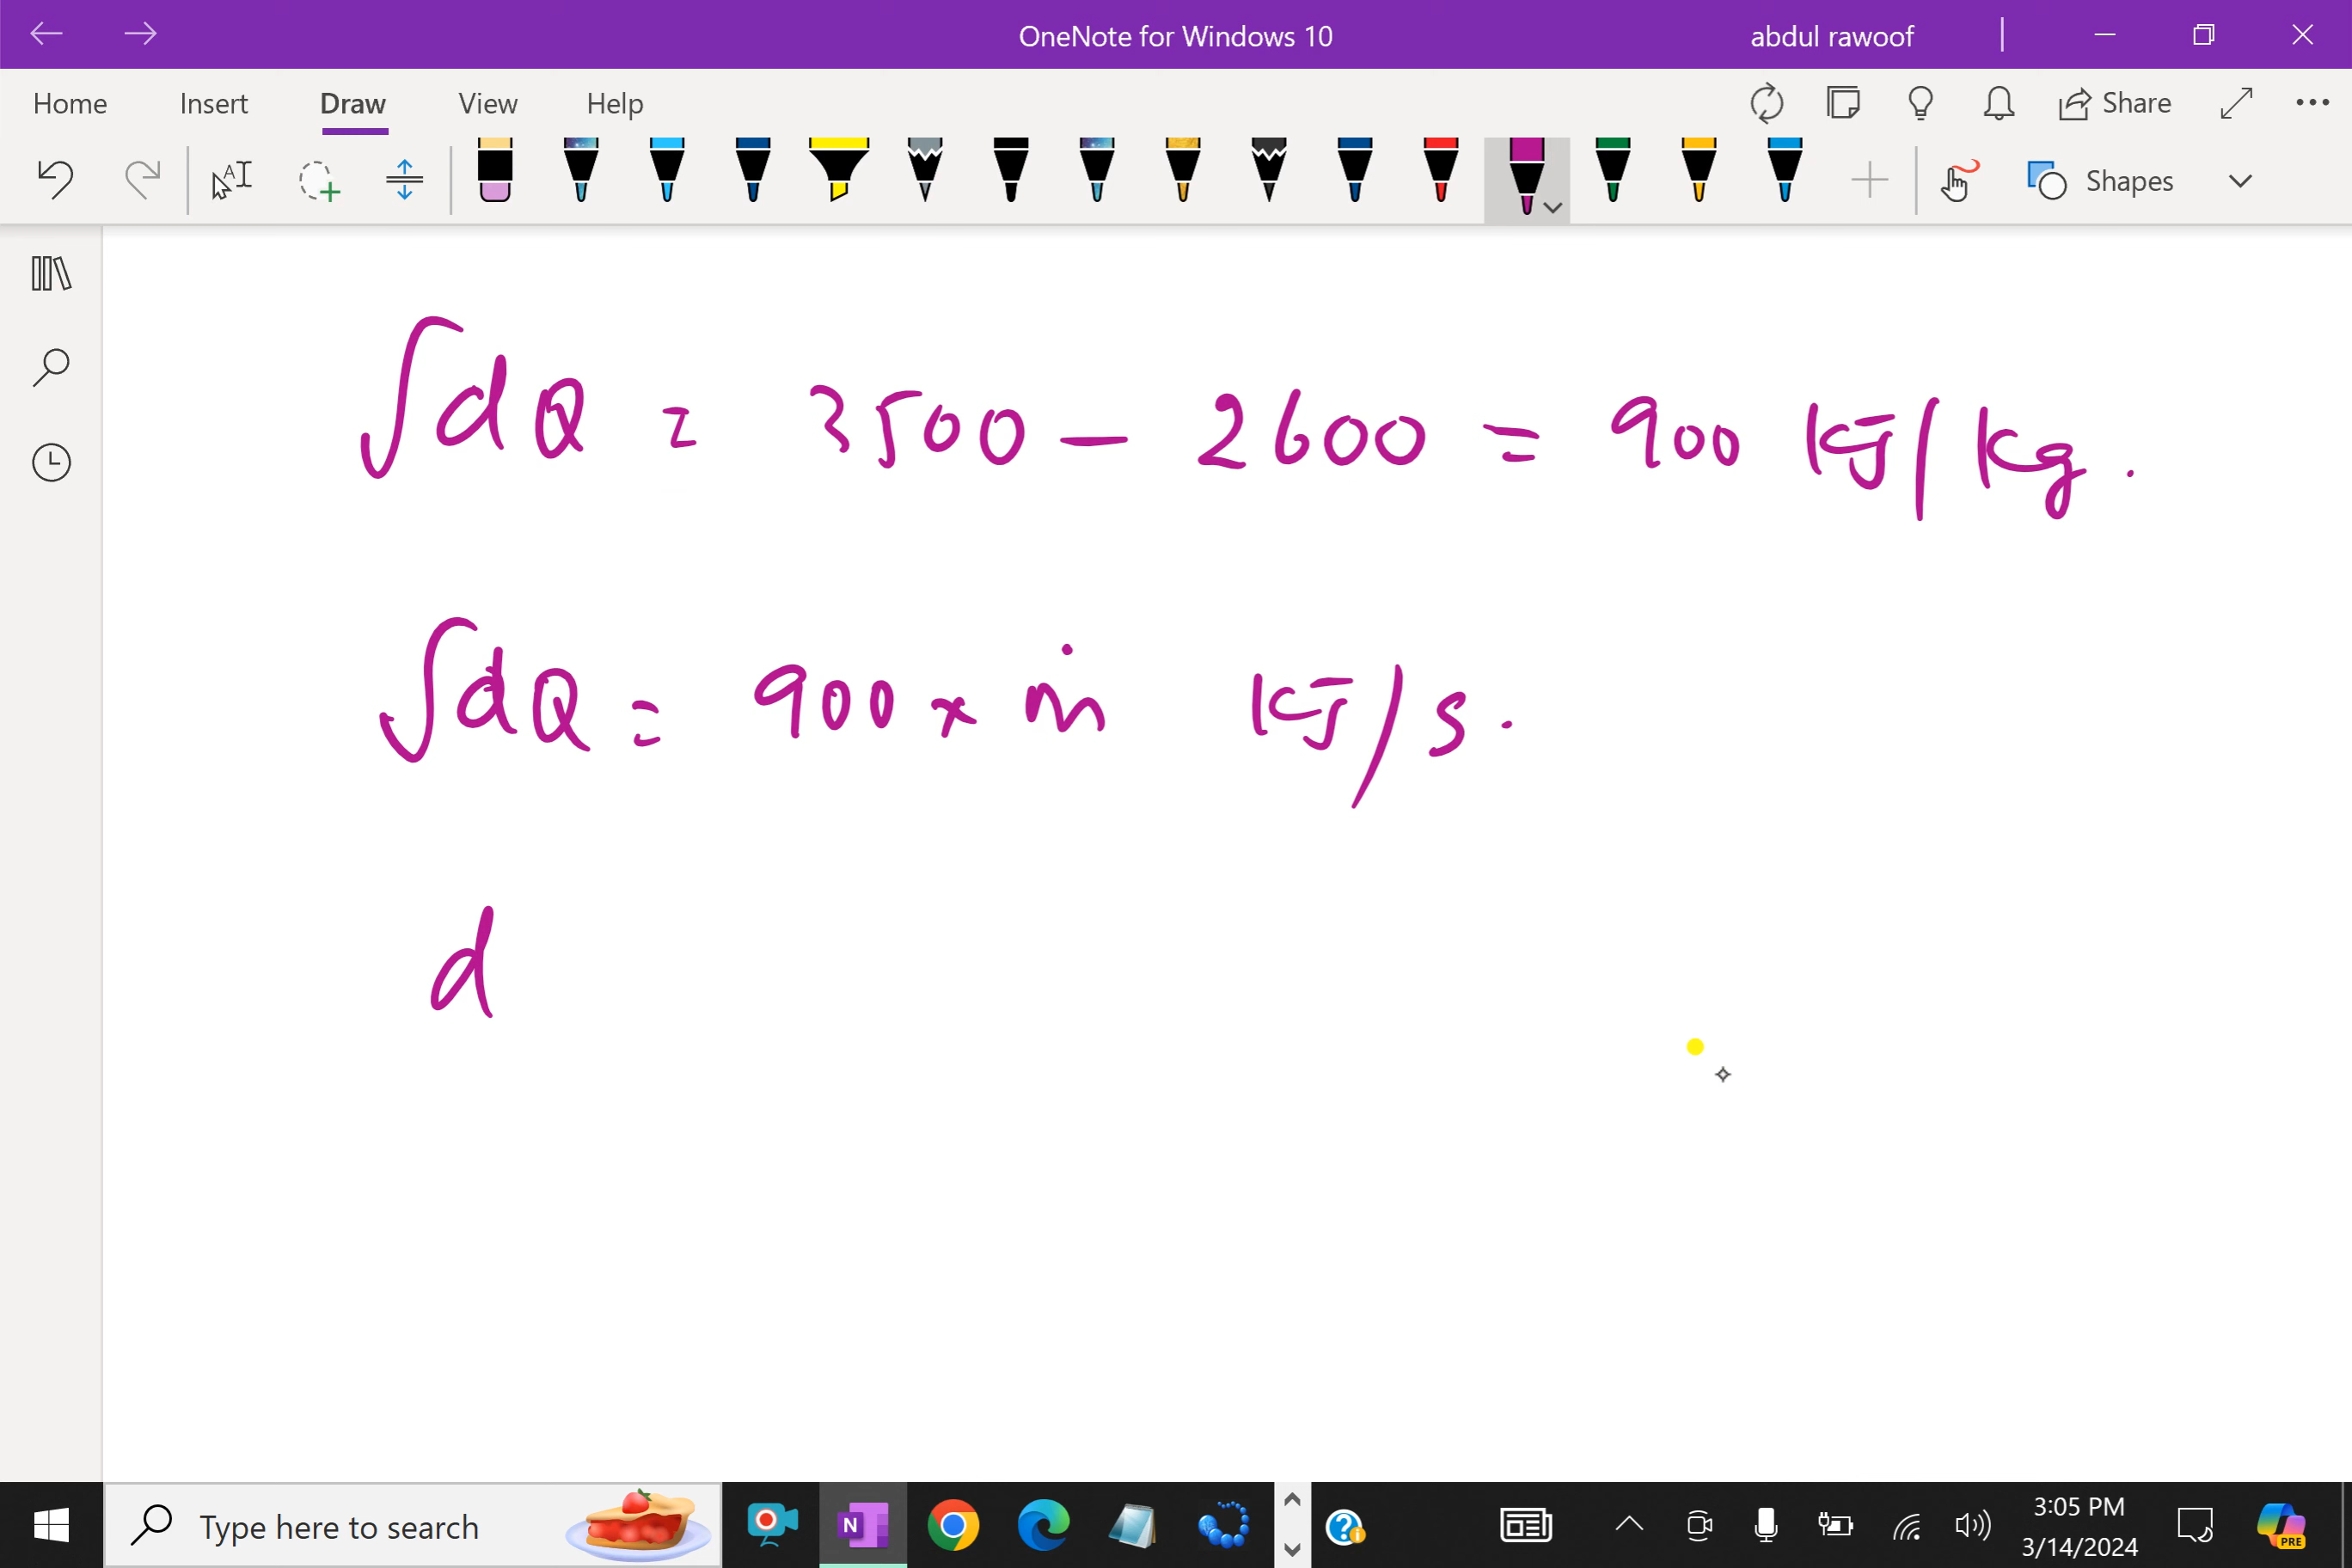 OneNote for Windows 10
abdul rawoof
Home Insert Draw View Help
Share
Shapes
∫dQ = 3500 – 2600 = 900 kJ/kg.
∫dQ = 900 × ṁ kJ/s.
d
Type here to search
N
PRE
3:05 PM
3/14/2024